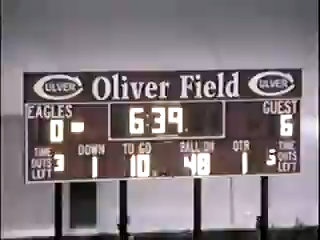 CULVER Oliver Field CULVER
EAGLES 6:39 GUEST
0 6
TIME OUTS LEFT 3 DOWN 1 TO GO 10 BALL ON 48 QTR 1 TIME OUTS LEFT